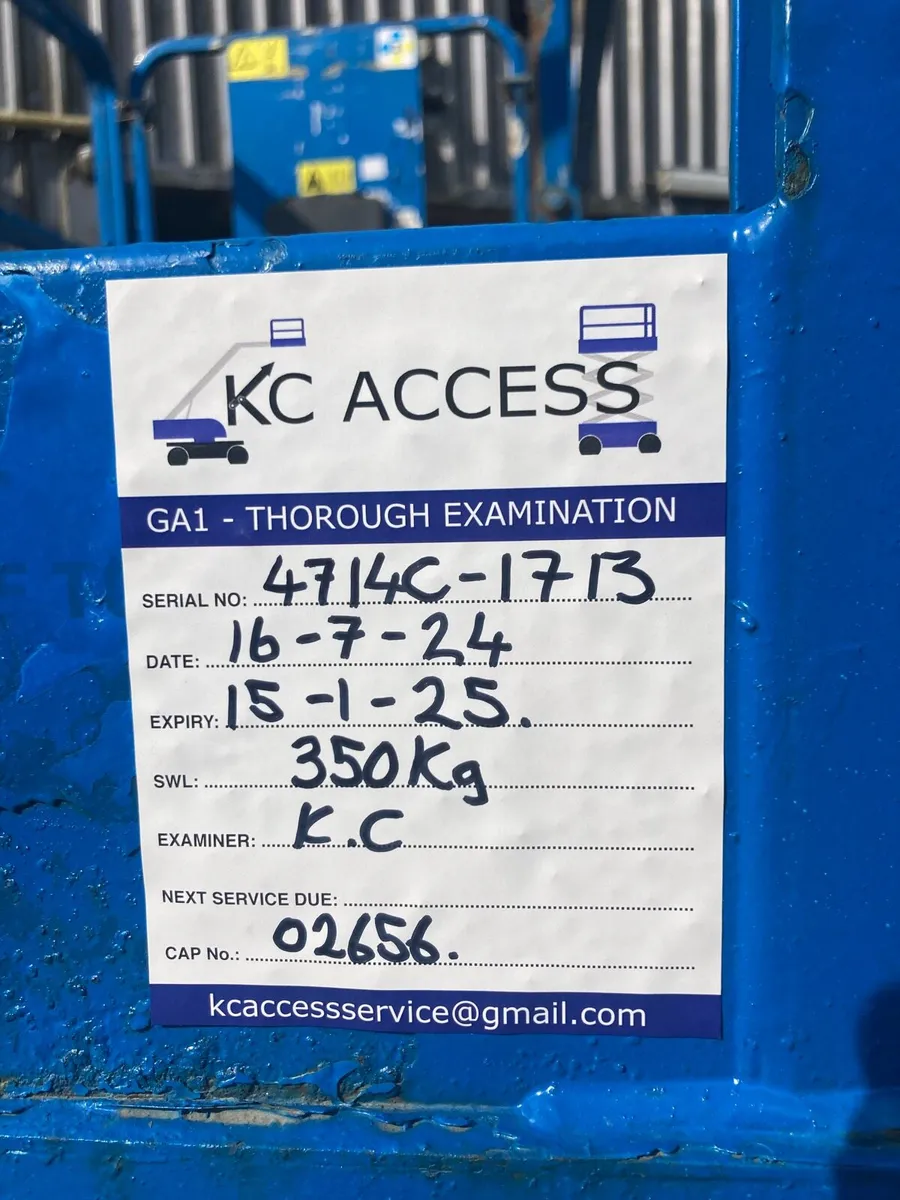 KC ACCESS
GA1 - THOROUGH EXAMINATION
SERIAL NO: 4714C-1713
DATE: 16-7-24
EXPIRY: 15-1-25.
SWL: 350Kg
EXAMINER: K.C
NEXT SERVICE DUE:
CAP No.: 02656.
kcaccessservice@gmail.com